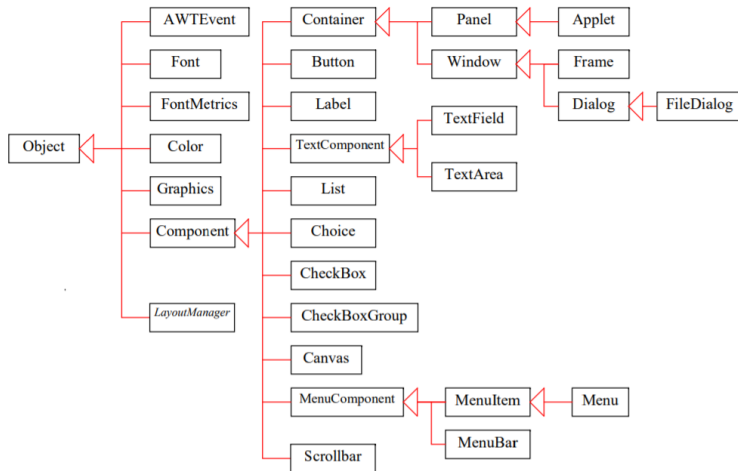 AWTEvent
Container
Panel
Applet
Font
Button
Window
Frame
FontMetrics
Label
Dialog
FileDialog
TextField
Object
Color
TextComponent
TextArea
Graphics
List
Component
Choice
CheckBox
LayoutManager
CheckBoxGroup
Canvas
MenuComponent
MenuItem
Menu
MenuBar
Scrollbar